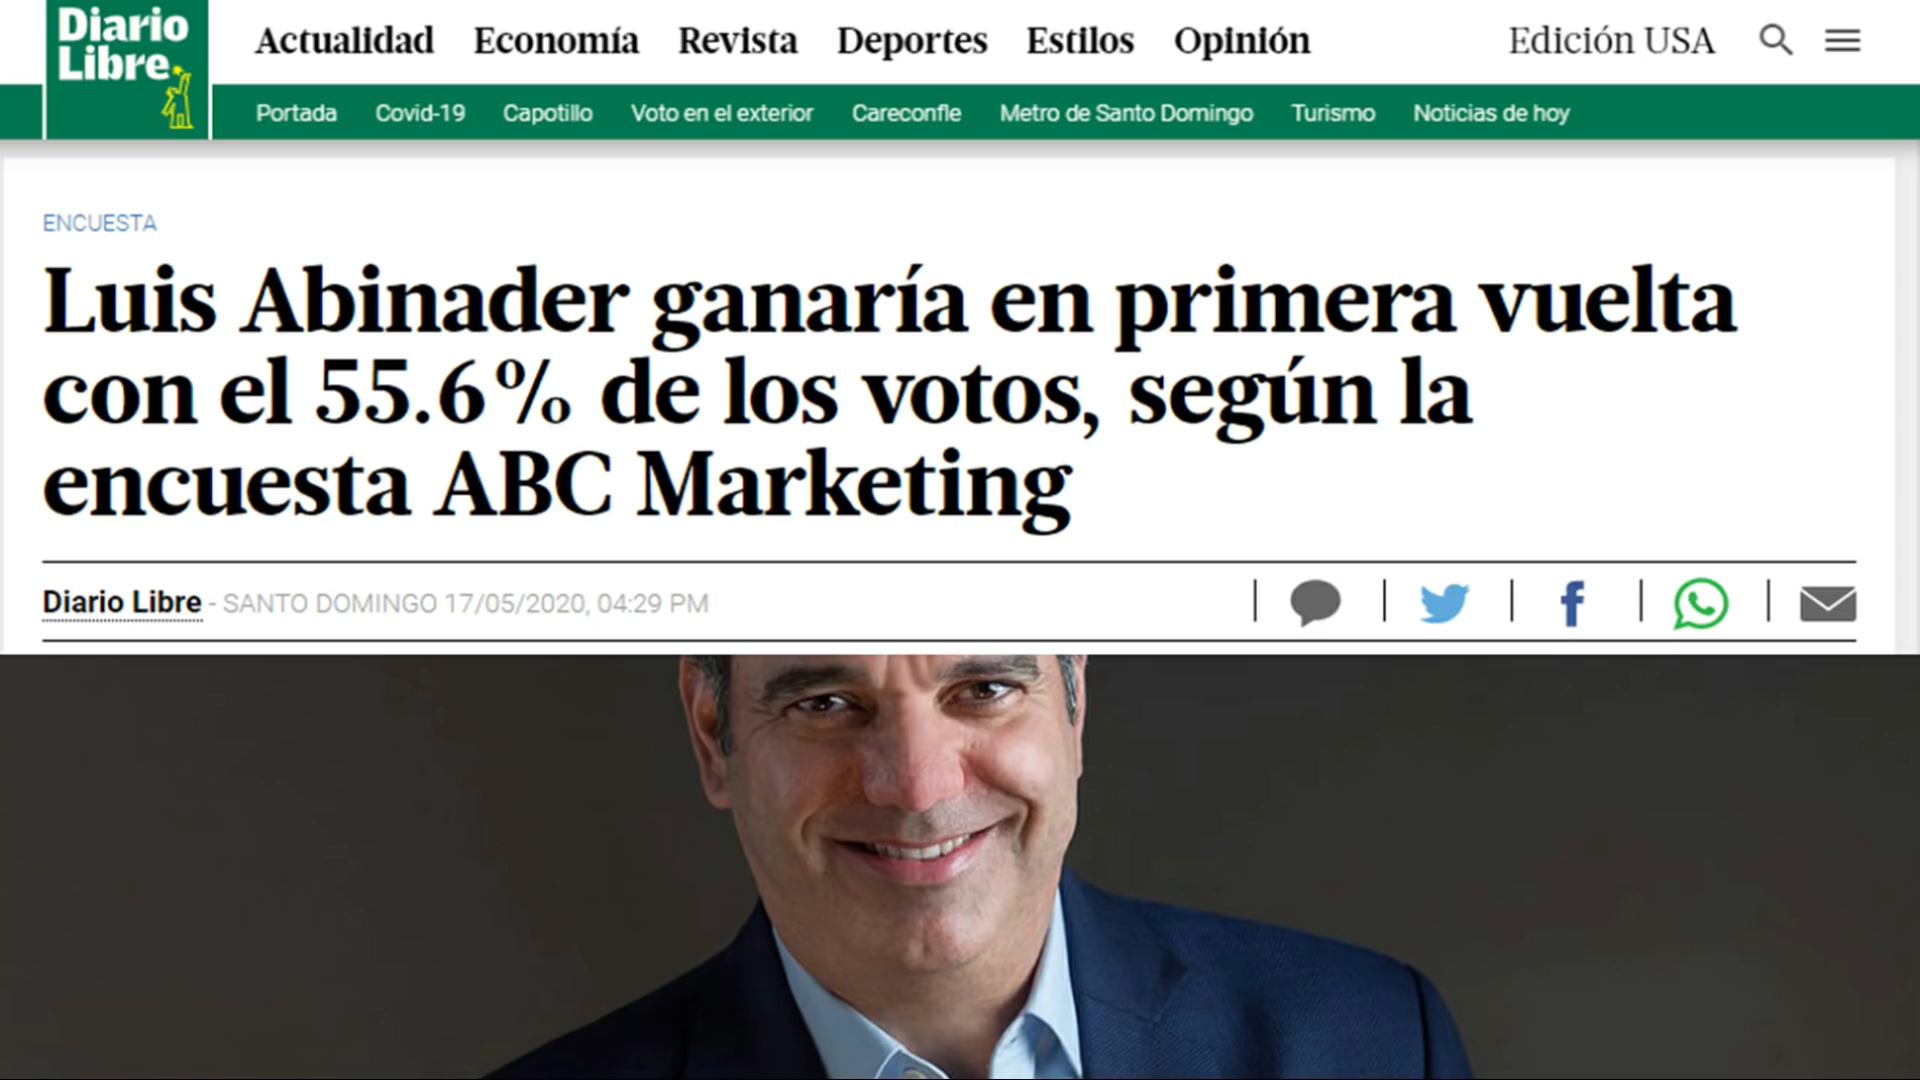 Diario
Libre
Actualidad Economía Revista Deportes Estilos Opinión Edición USA
Portada Covid-19 Capotillo Voto en el exterior Careconfle Metro de Santo Domingo Turismo Noticias de hoy
ENCUESTA
Luis Abinader ganaría en primera vuelta
con el 55.6% de los votos, según la
encuesta ABC Marketing
Diario Libre - SANTO DOMINGO 17/05/2020, 04:29 PM